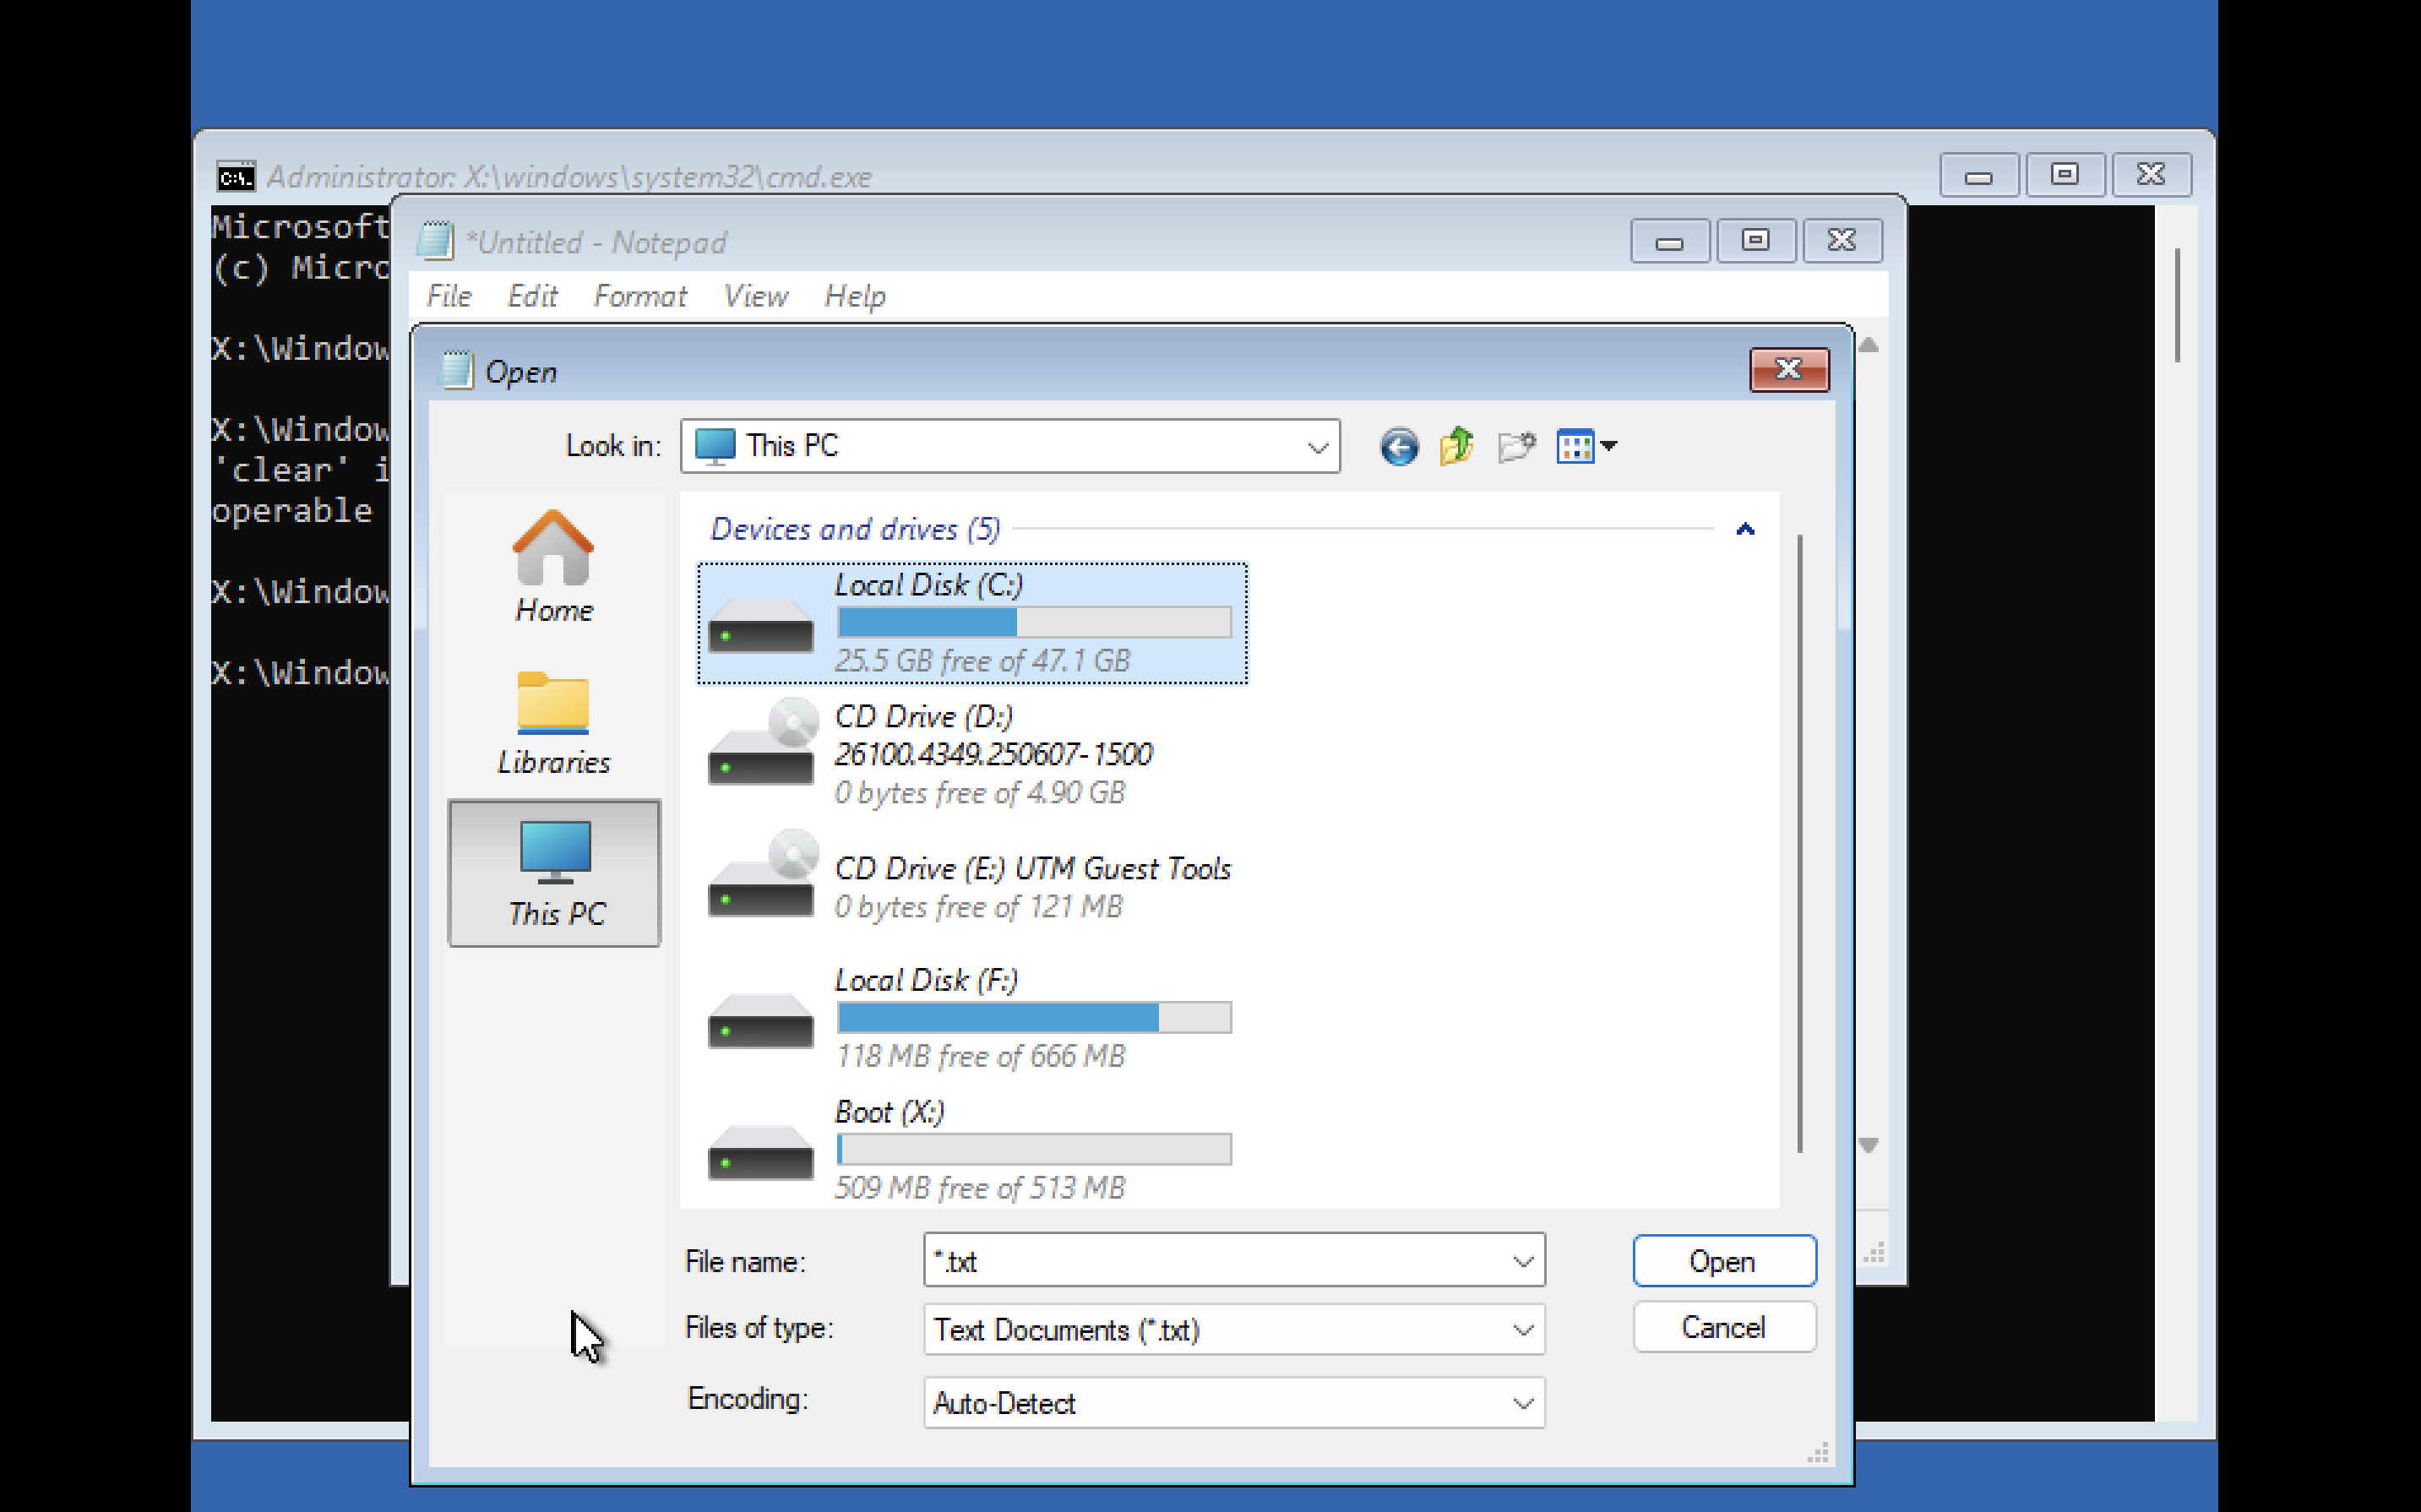 Administrator: X:\windows\system32\cmd.exe
Microsoft
(c) Micro
X:\Window
X:\Window
'clear' i
operable
X:\Window
X:\Window
*Untitled - Notepad
File Edit Format View Help
Open
Look in: This PC
Home
Libraries
This PC
Devices and drives (5)
Local Disk (C:)
25.5 GB free of 47.1 GB
CD Drive (D:)
26100.4349.250607-1500
0 bytes free of 4.90 GB
CD Drive (E:) UTM Guest Tools
0 bytes free of 121 MB
Local Disk (F:)
118 MB free of 666 MB
Boot (X:)
509 MB free of 513 MB
File name: *.txt Open
Files of type: Text Documents (*.txt) Cancel
Encoding: Auto-Detect